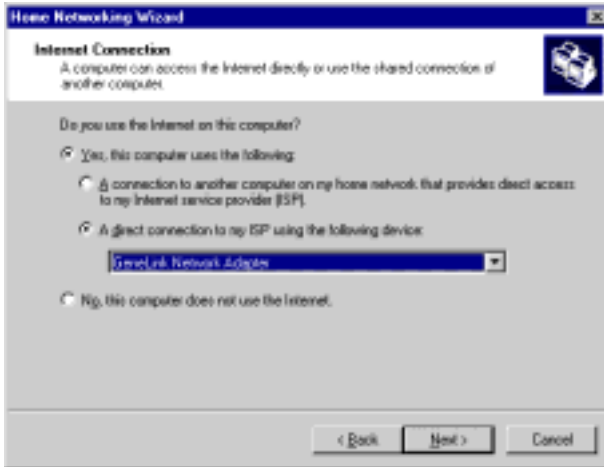 Home Networking Wizard
Internet Connection
A computer can access the Internet directly or use the shared connection of
another computer.
Do you use the Internet on this computer?
Yes, this computer uses the following:
A connection to another computer on my home network that provides direct access
to my Internet service provider (ISP).
A direct connection to my ISP using the following device:
GeneLink Network Adapter
No, this computer does not use the Internet.
< Back
Next >
Cancel